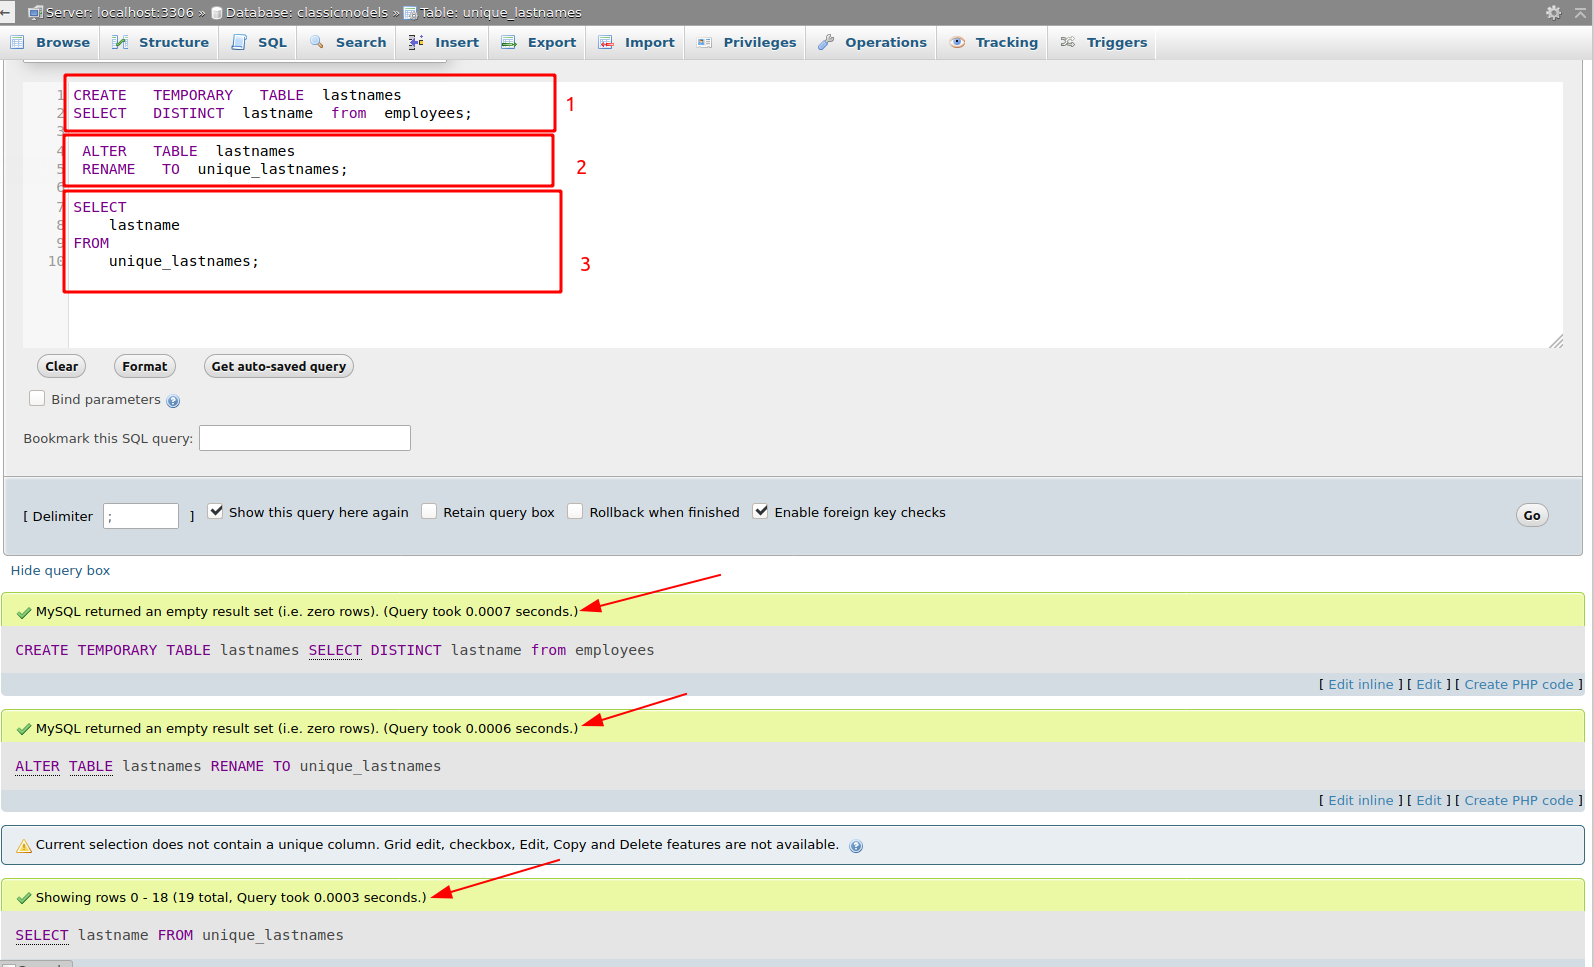 Server: localhost:3306 » Database: classicmodels » Table: unique_lastnames
Browse Structure SQL Search Insert Export Import Privileges Operations Tracking Triggers
1 CREATE TEMPORARY TABLE lastnames
2 SELECT DISTINCT lastname from employees;
1
3
4 ALTER TABLE lastnames
5 RENAME TO unique_lastnames;
2
6
7 SELECT
8 lastname
9 FROM
10 unique_lastnames;
3
Clear Format Get auto-saved query
Bind parameters
Bookmark this SQL query:
[ Delimiter ; ] Show this query here again Retain query box Rollback when finished Enable foreign key checks Go
Hide query box
MySQL returned an empty result set (i.e. zero rows). (Query took 0.0007 seconds.)
CREATE TEMPORARY TABLE lastnames SELECT DISTINCT lastname from employees
[ Edit inline ] [ Edit ] [ Create PHP code ]
MySQL returned an empty result set (i.e. zero rows). (Query took 0.0006 seconds.)
ALTER TABLE lastnames RENAME TO unique_lastnames
[ Edit inline ] [ Edit ] [ Create PHP code ]
Current selection does not contain a unique column. Grid edit, checkbox, Edit, Copy and Delete features are not available.
Showing rows 0 - 18 (19 total, Query took 0.0003 seconds.)
SELECT lastname FROM unique_lastnames